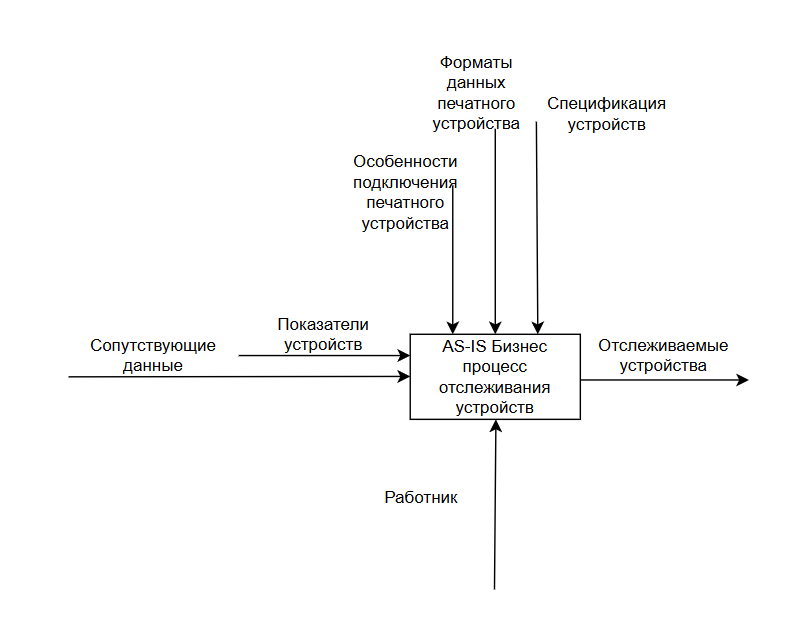 Форматы
данных
печатного
устройства
Спецификация
устройств
Особенности
подключения
печатного
устройства
Показатели
устройств
Сопутствующие
данные
AS-IS Бизнес
процесс
отслеживания
устройств
Отслеживаемые
устройства
Работник